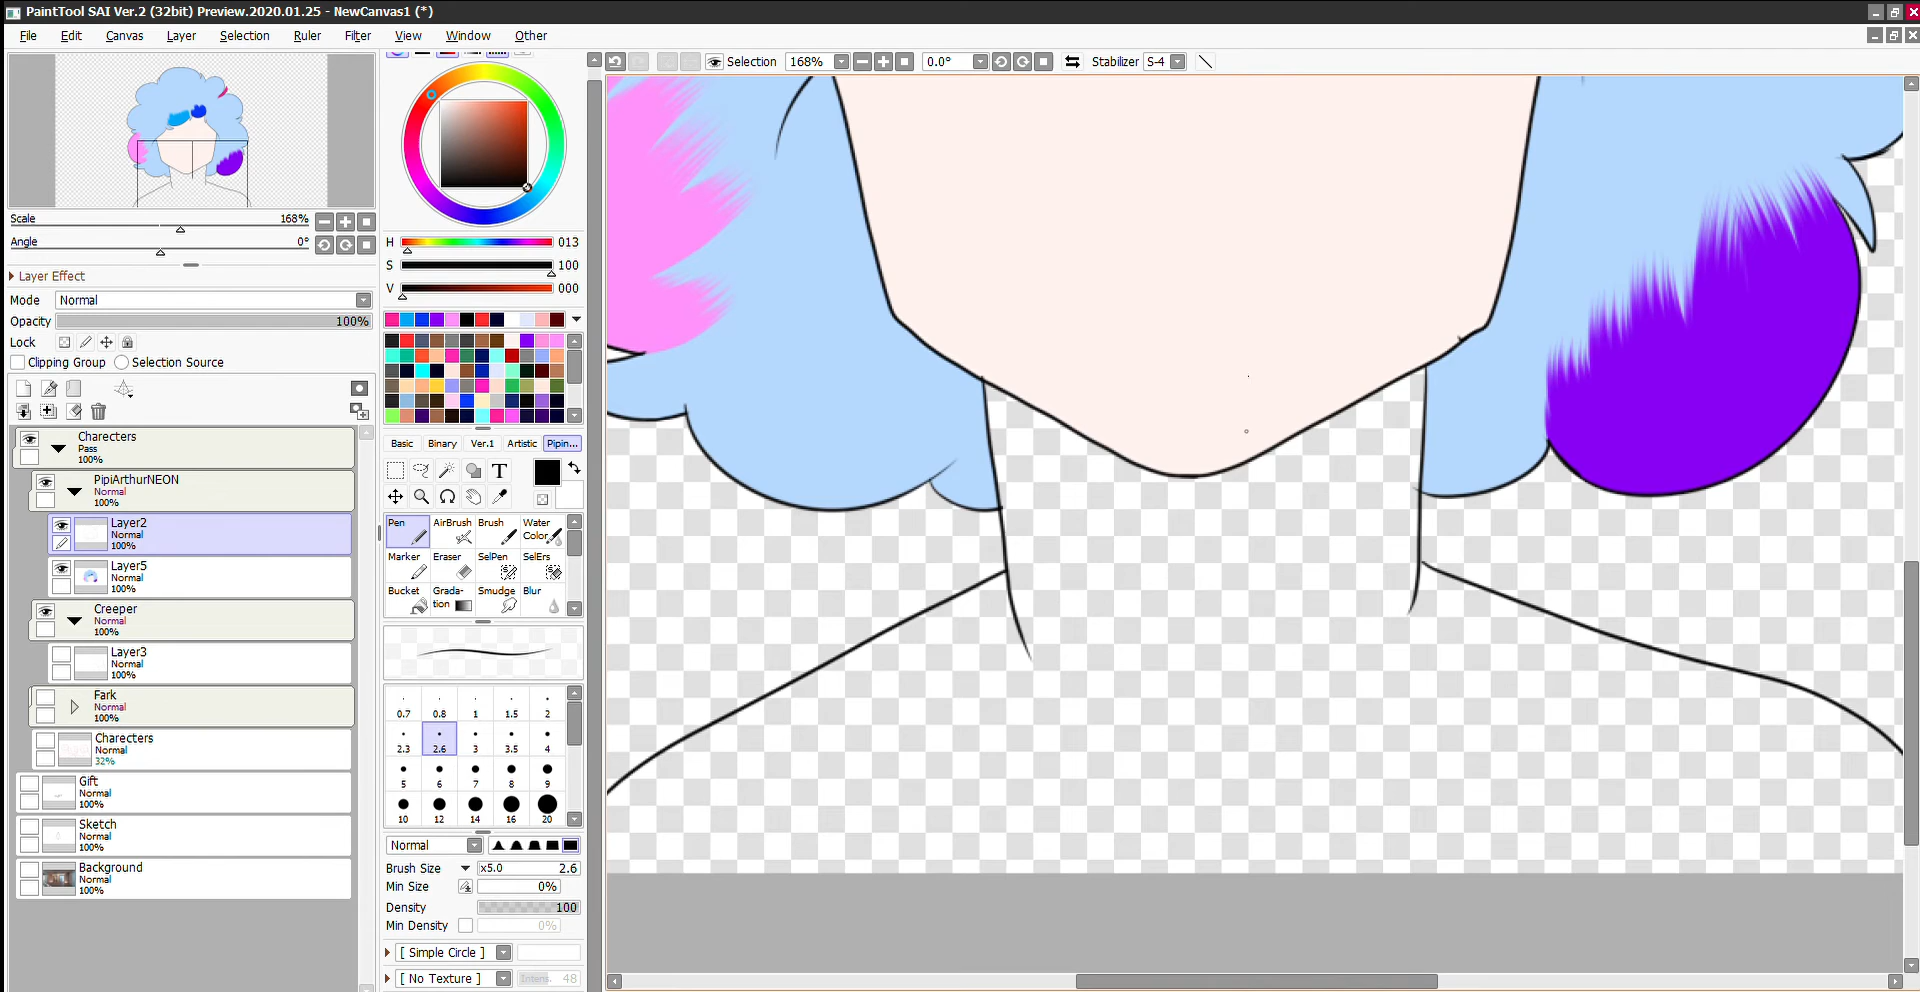 PaintTool SAI Ver.2 (32bit) Preview.2020.01.25 - NewCanvas1 (*)
File Edit Canvas Layer Selection Ruler Filter View Window Other
Selection 168% 0.0° Stabilizer S-4
Scale 168%
Angle 0°
Layer Effect
Mode Normal
Opacity 100%
Lock
Clipping Group Selection Source
Charecters
Pass
100%
PipiArthurNEON
Normal
100%
Layer2
Normal
100%
Layer5
Normal
100%
Creeper
Normal
100%
Layer3
Normal
100%
Fark
Normal
100%
Charecters
Normal
32%
Gift
Normal
100%
Sketch
Normal
100%
Background
Normal
100%
H 013
S 100
V 000
Basic Binary Ver.1 Artistic Pipin...
T
Pen AirBrush Brush Water Color
Marker Eraser SelPen SelErs
Bucket Grada-tion Smudge Blur
0.7 0.8 1 1.5 2
2.3 2.6 3 3.5 4
5 6 7 8 9
10 12 14 16 20
Normal
Brush Size x5.0 2.6
Min Size 0%
Density 100
Min Density 0%
[ Simple Circle ]
[ No Texture ] Intens. 48